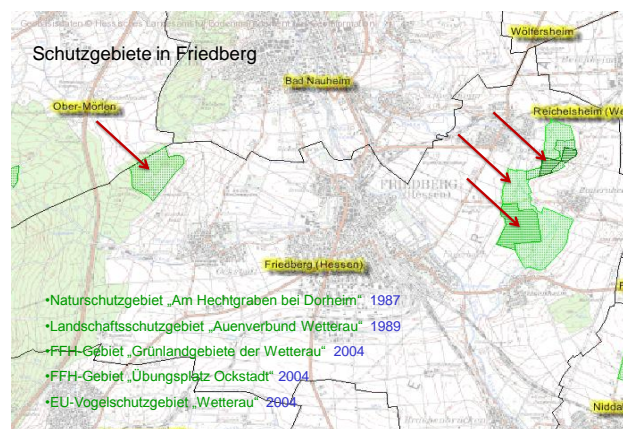 Schutzgebiete in Friedberg
Wölfersheim
Bad Nauheim
Ober-Mörlen
Reichelsheim (We
FRIEDBERG
(Hessen)
Ockstadt
Friedberg (Hessen)
F
•Naturschutzgebiet „Am Hechtgraben bei Dorheim“ 1987
•Landschaftsschutzgebiet „Auenverbund Wetterau“ 1989
•FFH-Gebiet „Grünlandgebiete der Wetterau“ 2004
•FFH-Gebiet „Übungsplatz Ockstadt“ 2004
•EU-Vogelschutzgebiet „Wetterau“ 2004
Nidda